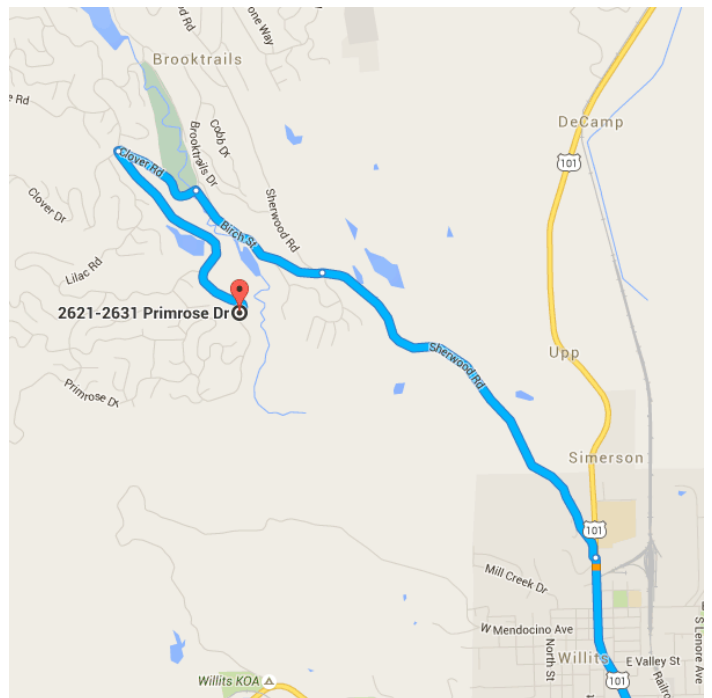 one Way
Rd
Brooktrails
e Rd
DeCamp
101
Cobb Dr
Brooktrails Dr
Clover Rd
Clover Dr
Sherwood Rd
Birch St
Lilac Rd
2621-2631 Primrose Dr
Sherwood Rd
Upp
Primrose Dr
Simerson
101
Mill Creek Dr
W Mendocino Ave
North St
E Valley St
S Lenore Ave
Willits
Willits KOA
101
Railro